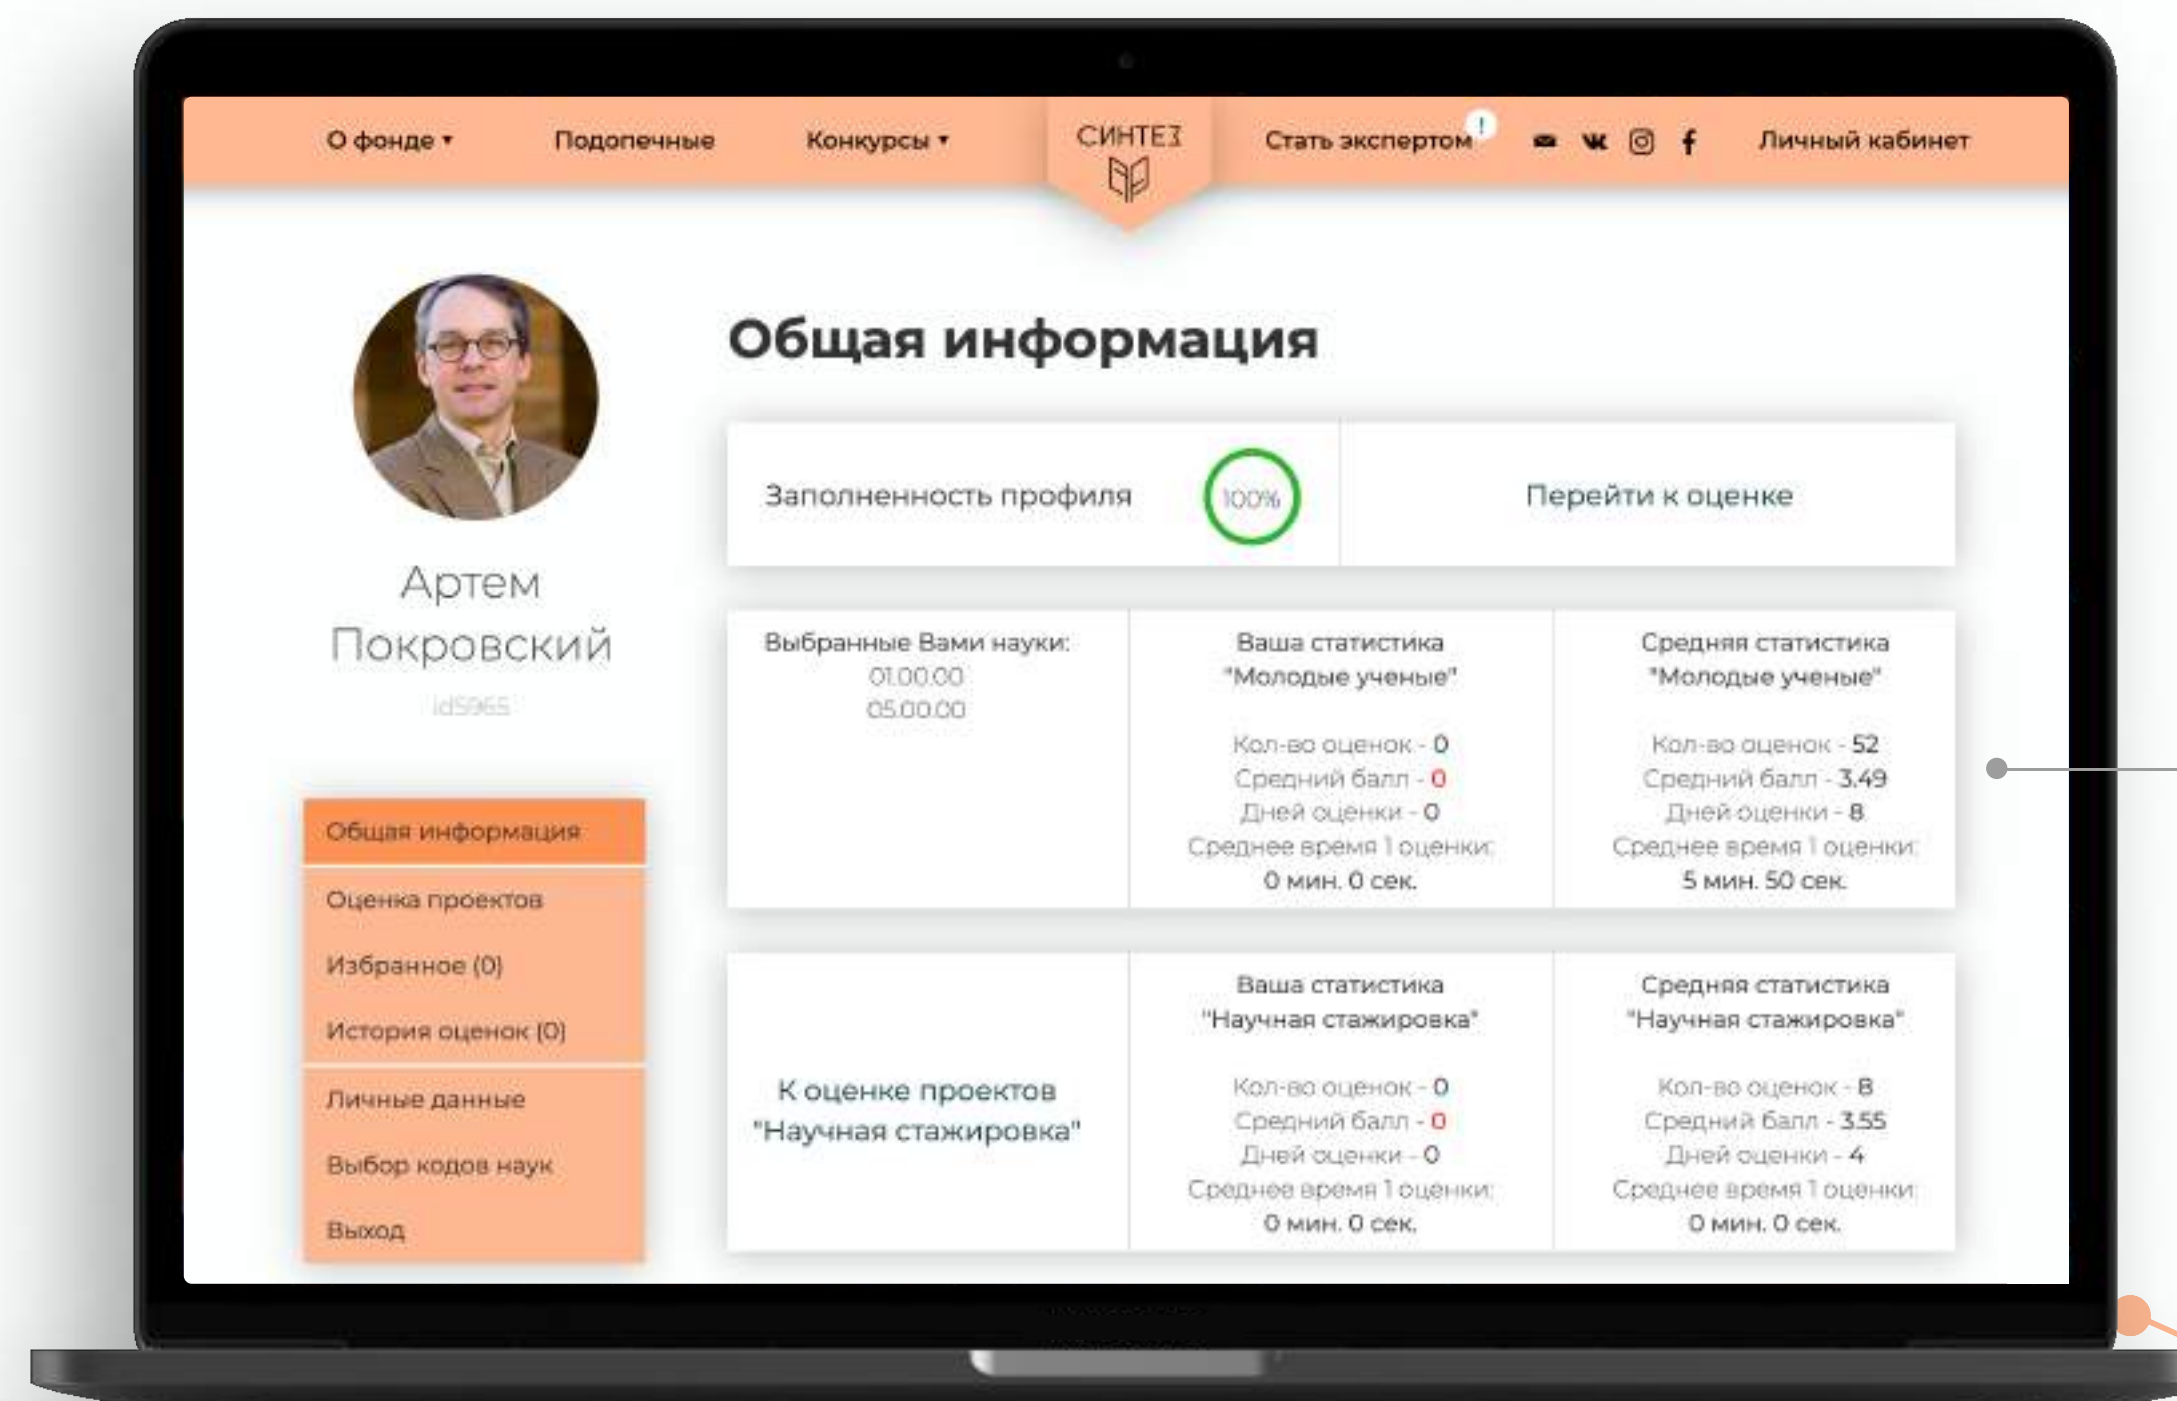 О фонде
Подопечные
Конкурсы
СИНТЕЗ
Стать экспертом
!
Личный кабинет
Артем
Покровский
id5965
Общая информация
Оценка проектов
Избранное (0)
История оценок (0)
Личные данные
Выбор кодов наук
Выход
Общая информация
Заполненность профиля
100%
Перейти к оценке
Выбранные Вами науки:
01.00.00
05.00.00
Ваша статистика
"Молодые ученые"
Кол-во оценок - 0
Средний балл - 0
Дней оценки - 0
Среднее время 1 оценки:
0 мин. 0 сек.
Средняя статистика
"Молодые ученые"
Кол-во оценок - 52
Средний балл - 3.49
Дней оценки - 8
Среднее время 1 оценки:
5 мин. 50 сек.
К оценке проектов
"Научная стажировка"
Ваша статистика
"Научная стажировка"
Кол-во оценок - 0
Средний балл - 0
Дней оценки - 0
Среднее время 1 оценки:
0 мин. 0 сек.
Средняя статистика
"Научная стажировка"
Кол-во оценок - 8
Средний балл - 3.55
Дней оценки - 4
Среднее время 1 оценки:
0 мин. 0 сек.